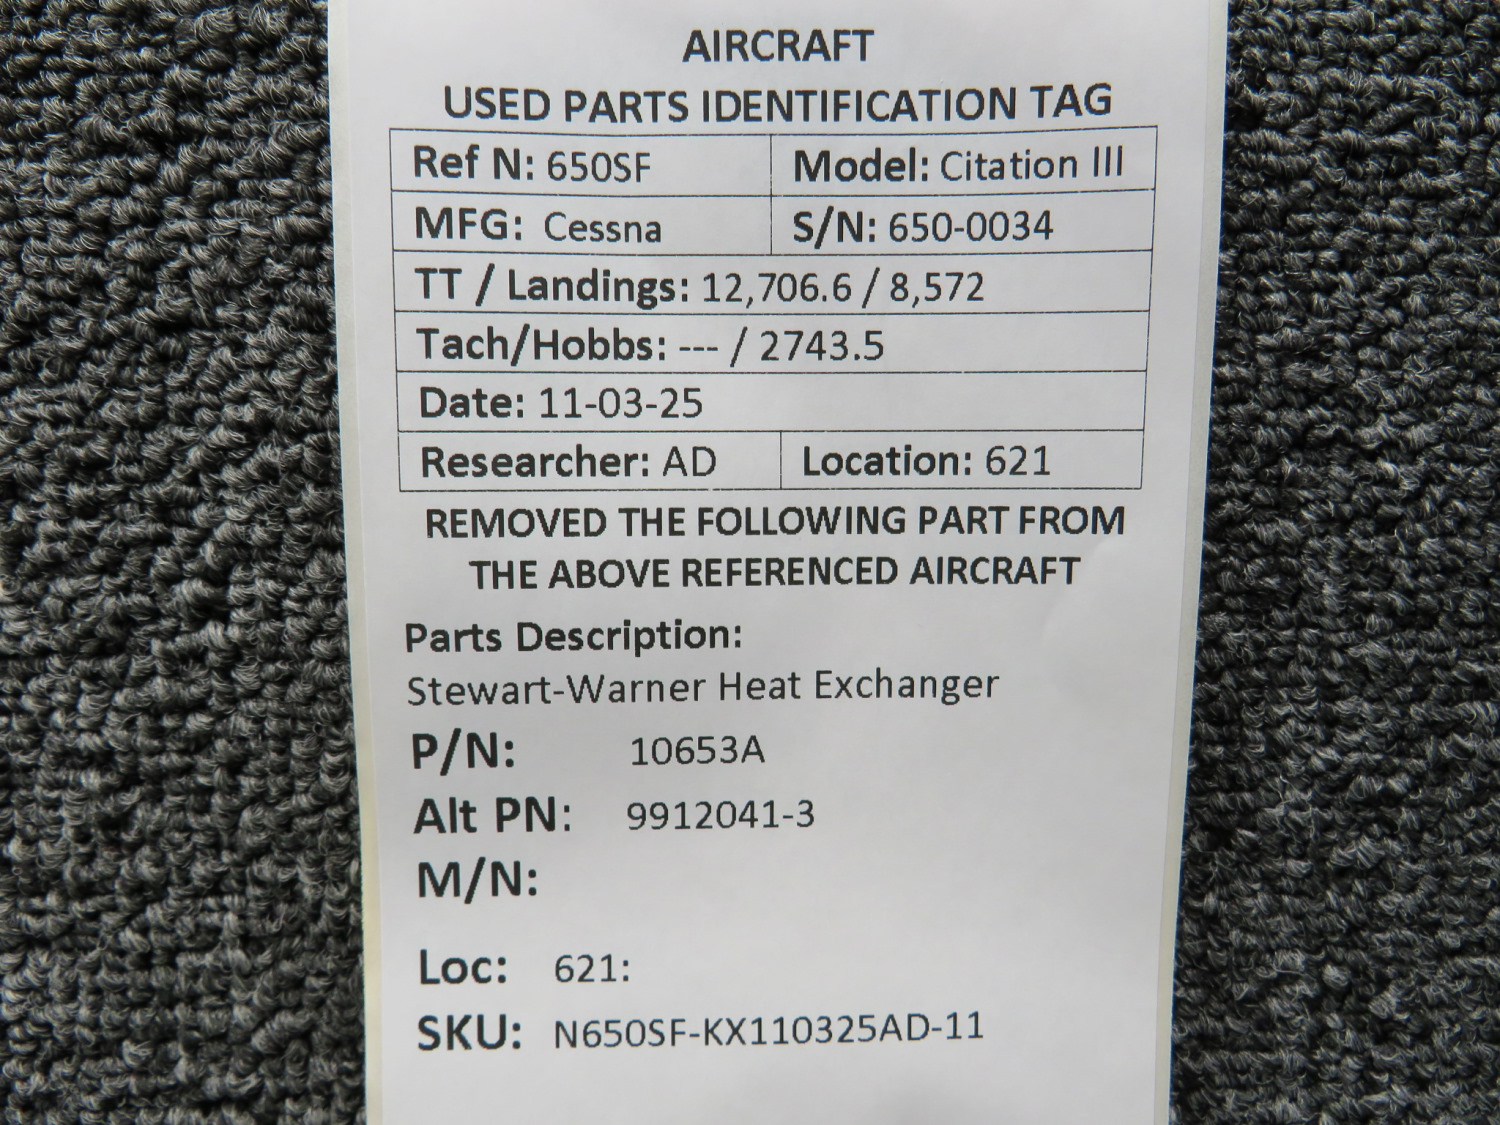 AIRCRAFT
USED PARTS IDENTIFICATION TAG
Ref N: 650SF Model: Citation III
MFG: Cessna S/N: 650-0034
TT / Landings: 12,706.6 / 8,572
Tach/Hobbs: --- / 2743.5
Date: 11-03-25
Researcher: AD Location: 621
REMOVED THE FOLLOWING PART FROM
THE ABOVE REFERENCED AIRCRAFT
Parts Description:
Stewart-Warner Heat Exchanger
P/N: 10653A
Alt PN: 9912041-3
M/N:
Loc: 621:
SKU: N650SF-KX110325AD-11